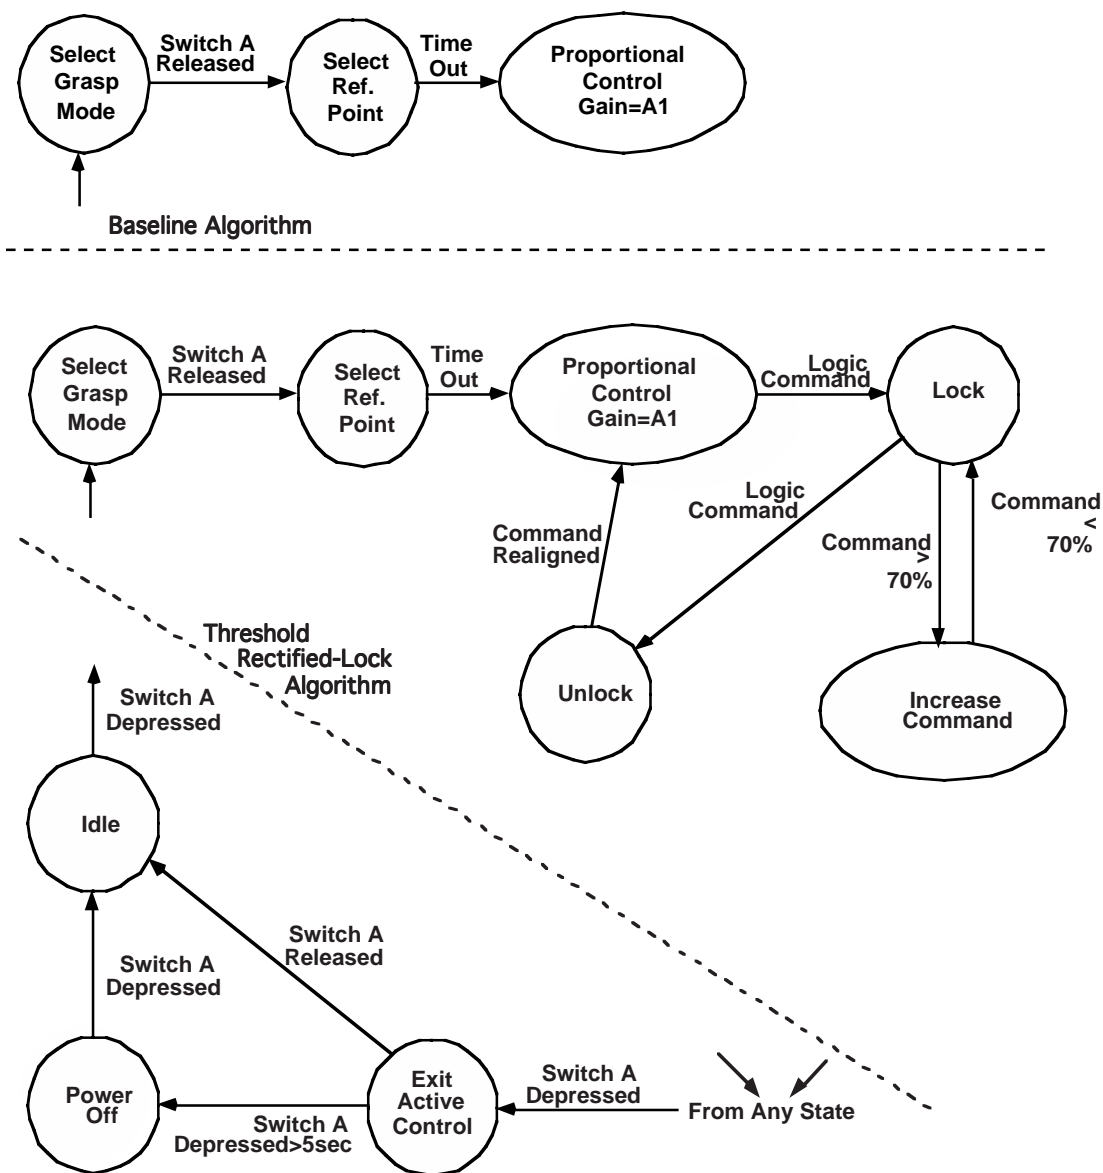 Select
Grasp
Mode
Switch A
Released
Select
Ref.
Point
Time
Out
Proportional
Control
Gain=A1
Baseline Algorithm
Select
Grasp
Mode
Switch A
Released
Select
Ref.
Point
Time
Out
Proportional
Control
Gain=A1
Logic
Command
Lock
Logic
Command
Command
Realigned
Command
>
70%
Command
<
70%
Threshold
Rectified-Lock
Algorithm
Unlock
Increase
Command
Switch A
Depressed
Idle
Switch A
Released
Switch A
Depressed
Power
Off
Switch A
Depressed>5sec
Exit
Active
Control
Switch A
Depressed
From Any State